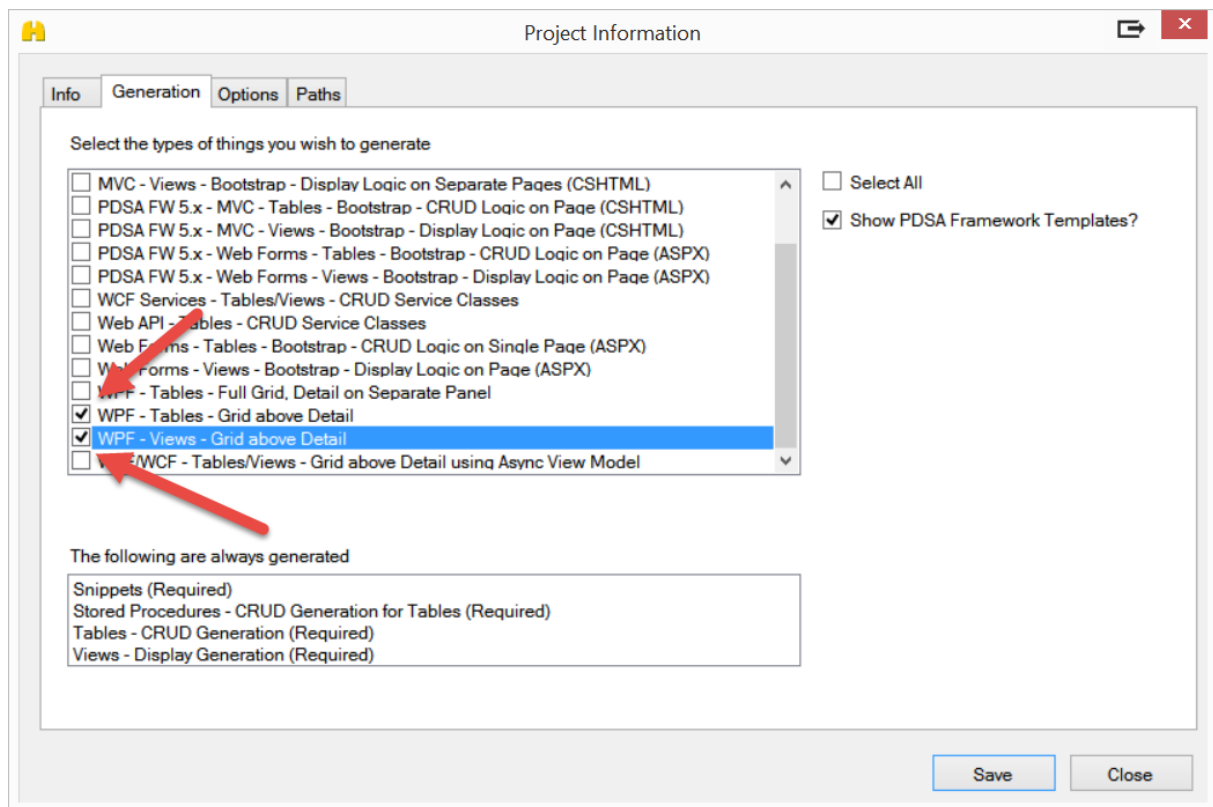 Project Information
Info Generation Options Paths
Select the types of things you wish to generate
MVC - Views - Bootstrap - Display Logic on Separate Pages (CSHTML)
PDSA FW 5.x - MVC - Tables - Bootstrap - CRUD Logic on Page (CSHTML)
PDSA FW 5.x - MVC - Views - Bootstrap - Display Logic on Page (CSHTML)
PDSA FW 5.x - Web Forms - Tables - Bootstrap - CRUD Logic on Page (ASPX)
PDSA FW 5.x - Web Forms - Views - Bootstrap - Display Logic on Page (ASPX)
WCF Services - Tables/Views - CRUD Service Classes
Web API - Tables - CRUD Service Classes
Web Forms - Tables - Bootstrap - CRUD Logic on Single Page (ASPX)
Web Forms - Views - Bootstrap - Display Logic on Page (ASPX)
WPF - Tables - Full Grid, Detail on Separate Panel
WPF - Tables - Grid above Detail
WPF - Views - Grid above Detail
WPF/WCF - Tables/Views - Grid above Detail using Async View Model
Select All
Show PDSA Framework Templates?
The following are always generated
Snippets (Required)
Stored Procedures - CRUD Generation for Tables (Required)
Tables - CRUD Generation (Required)
Views - Display Generation (Required)
Save Close